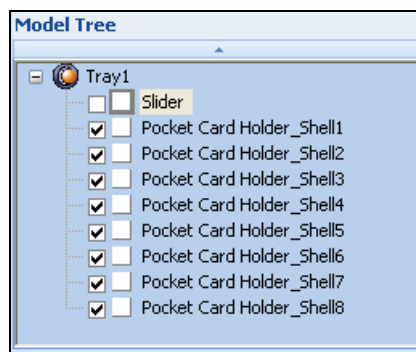 Model Tree
Tray1
Slider
Pocket Card Holder_Shell1
Pocket Card Holder_Shell2
Pocket Card Holder_Shell3
Pocket Card Holder_Shell4
Pocket Card Holder_Shell5
Pocket Card Holder_Shell6
Pocket Card Holder_Shell7
Pocket Card Holder_Shell8